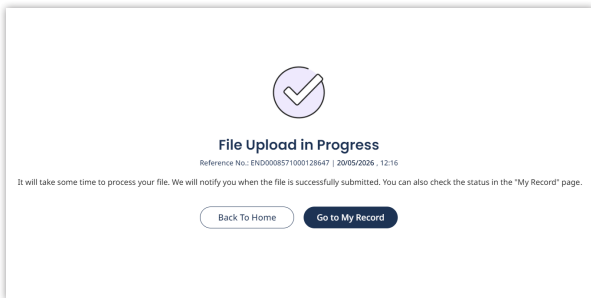 File Upload in Progress
Reference No.: END0008571000128647 | 20/05/2026 , 12:16
It will take some time to process your file. We will notify you when the file is successfully submitted. You can also check the status in the "My Record" page.
Back To Home
Go to My Record